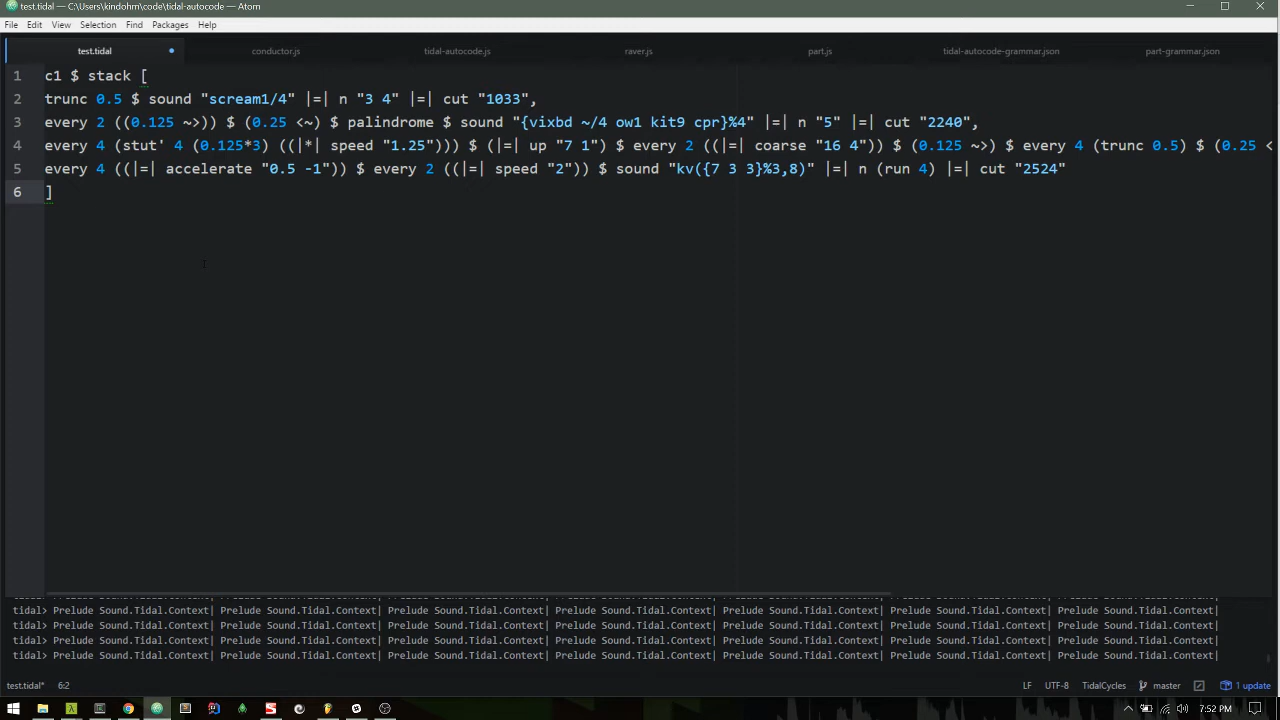 test.tidal — C:\Users\kindohm\code\tidal-autocode — Atom
File Edit View Selection Find Packages Help
test.tidal conductor.js tidal-autocode.js raver.js part.js tidal-autocode-grammar.json part-grammar.json
1 c1 $ stack [
2 trunc 0.5 $ sound "scream1/4" |=| n "3 4" |=| cut "1033",
3 every 2 ((0.125 ~>)) $ (0.25 <~) $ palindrome $ sound "{vixbd ~/4 ow1 kit9 cpr}%4" |=| n "5" |=| cut "2240",
4 every 4 (stut' 4 (0.125*3) ((|*| speed "1.25"))) $ (|=| up "7 1") $ every 2 ((|=| coarse "16 4")) $ (0.125 ~>) $ every 4 (trunc 0.5) $ (0.25 <
5 every 4 ((|=| accelerate "0.5 -1")) $ every 2 ((|=| speed "2")) $ sound "kv({7 3 3}%3,8)" |=| n (run 4) |=| cut "2524"
6 ]
tidal> Prelude Sound.Tidal.Context| Prelude Sound.Tidal.Context| Prelude Sound.Tidal.Context| Prelude Sound.Tidal.Context| Prelude Sound.Tidal.Context| Prelude Sound.Tidal.Context| Prelude Sound.Tidal.Context|
tidal> Prelude Sound.Tidal.Context| Prelude Sound.Tidal.Context| Prelude Sound.Tidal.Context| Prelude Sound.Tidal.Context| Prelude Sound.Tidal.Context| Prelude Sound.Tidal.Context| Prelude Sound.Tidal.Context|
tidal> Prelude Sound.Tidal.Context| Prelude Sound.Tidal.Context| Prelude Sound.Tidal.Context| Prelude Sound.Tidal.Context| Prelude Sound.Tidal.Context| Prelude Sound.Tidal.Context| Prelude Sound.Tidal.Context|
tidal> Prelude Sound.Tidal.Context| Prelude Sound.Tidal.Context| Prelude Sound.Tidal.Context| Prelude Sound.Tidal.Context| Prelude Sound.Tidal.Context| Prelude Sound.Tidal.Context| Prelude Sound.Tidal.Context|
test.tidal* 6:2 LF UTF-8 TidalCycles master 1 update
7:52 PM